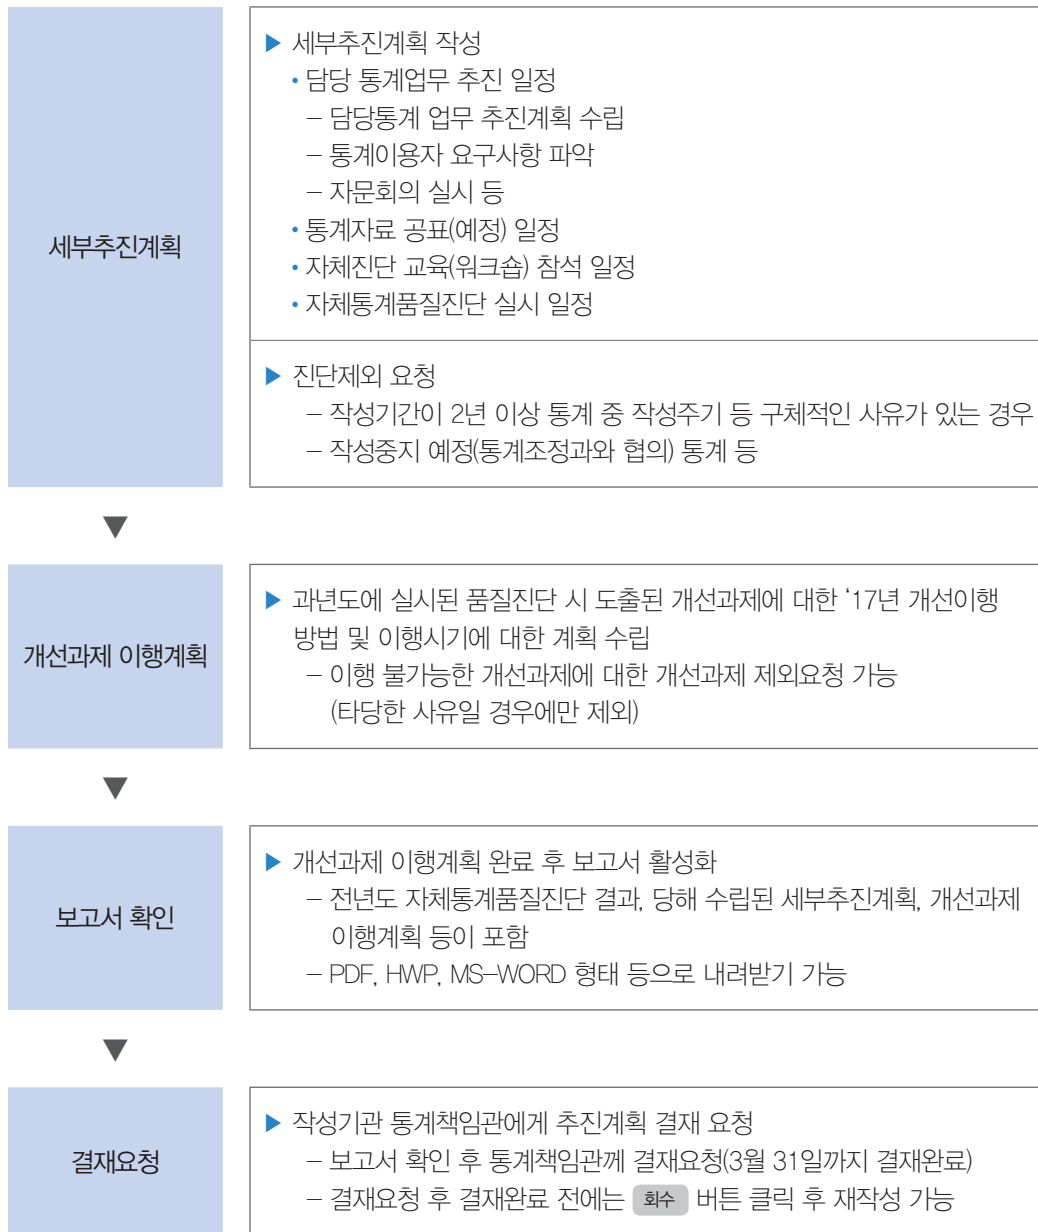 세부추진계획
▶ 세부추진계획 작성
• 담당 통계업무 추진 일정
– 담당통계 업무 추진계획 수립
– 통계이용자 요구사항 파악
– 자문회의 실시 등
• 통계자료 공표(예정) 일정
• 자체진단 교육(워크숍) 참석 일정
• 자체통계품질진단 실시 일정
▶ 진단제외 요청
– 작성기간이 2년 이상 통계 중 작성주기 등 구체적인 사유가 있는 경우
– 작성중지 예정(통계조정과와 협의) 통계 등
▼
개선과제 이행계획
▶ 과년도에 실시된 품질진단 시 도출된 개선과제에 대한 ‘17년 개선이행
방법 및 이행시기에 대한 계획 수립
– 이행 불가능한 개선과제에 대한 개선과제 제외요청 가능
(타당한 사유일 경우에만 제외)
▼
보고서 확인
▶ 개선과제 이행계획 완료 후 보고서 활성화
– 전년도 자체통계품질진단 결과, 당해 수립된 세부추진계획, 개선과제
이행계획 등이 포함
– PDF, HWP, MS–WORD 형태 등으로 내려받기 가능
▼
결재요청
▶ 작성기관 통계책임관에게 추진계획 결재 요청
– 보고서 확인 후 통계책임관께 결재요청(3월 31일까지 결재완료)
– 결재요청 후 결재완료 전에는 회수 버튼 클릭 후 재작성 가능